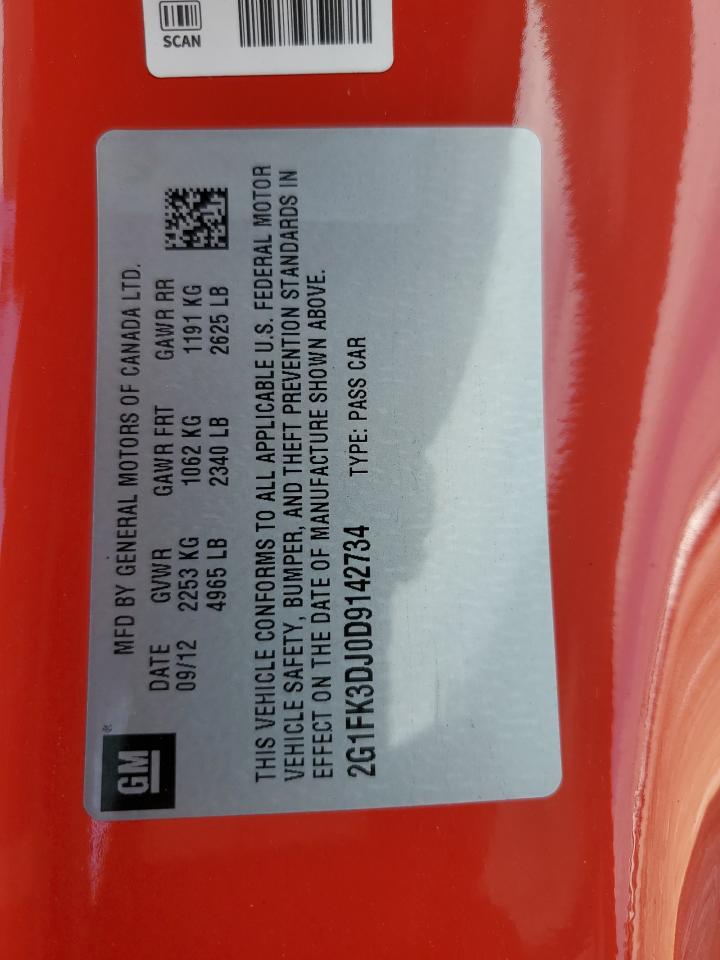 SCAN
GM®
MFD BY GENERAL MOTORS OF CANADA LTD.
DATE GVWR GAWR FRT GAWR RR
09/12 2253 KG 1062 KG 1191 KG
4965 LB 2340 LB 2625 LB
THIS VEHICLE CONFORMS TO ALL APPLICABLE U.S. FEDERAL MOTOR
VEHICLE SAFETY, BUMPER, AND THEFT PREVENTION STANDARDS IN
EFFECT ON THE DATE OF MANUFACTURE SHOWN ABOVE.
2G1FK3DJ0D9142734 TYPE: PASS CAR